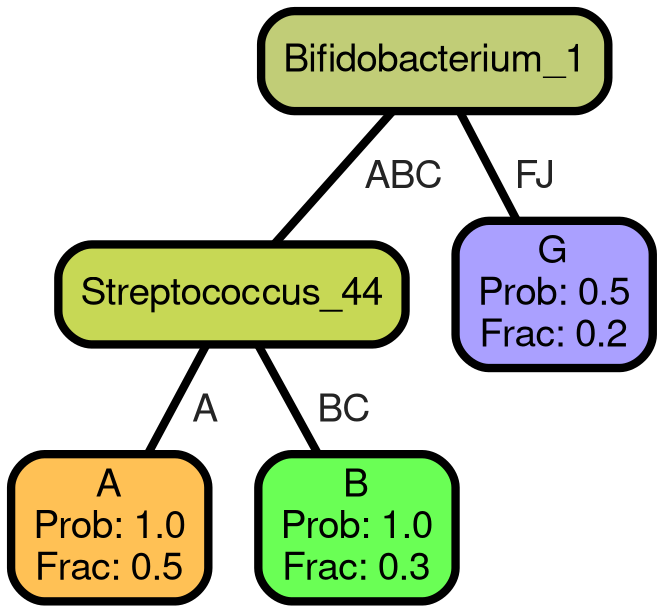 Bifidobacterium_1
ABC
FJ
Streptococcus_44
G
Prob: 0.5
Frac: 0.2
A
BC
A
Prob: 1.0
Frac: 0.5
B
Prob: 1.0
Frac: 0.3